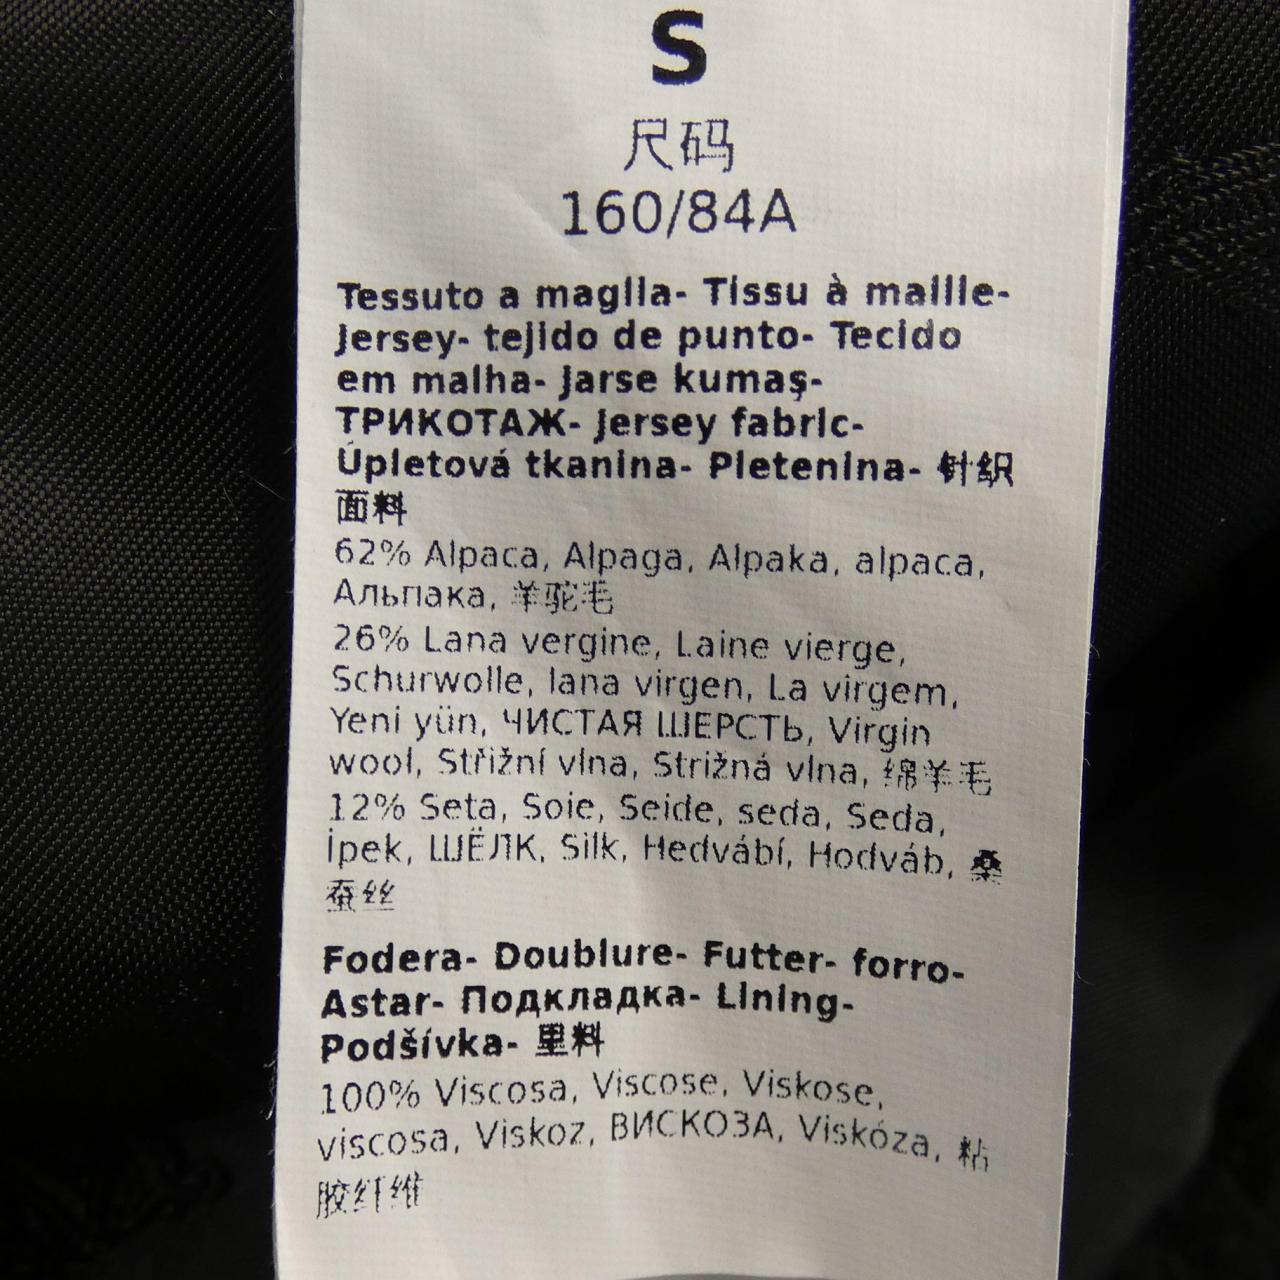 S
尺码
160/84A
Tessuto a maglia- Tissu à maille-
Jersey- tejido de punto- Tecido
em malha- Jarse kumaş-
ТРИКОТАЖ- Jersey fabric-
Úpletová tkanina- Pletenina- 针织
面料
62% Alpaca, Alpaga, Alpaka, alpaca,
Альпака, 羊驼毛
26% Lana vergine, Laine vierge,
Schurwolle, lana virgen, La virgem,
Yeni yün, ЧИСТАЯ ШЕРСТЬ, Virgin
wool, Střižní vlna, Strižná vlna, 绵羊毛
12% Seta, Soie, Seide, seda, Seda,
İpek, ШЁЛК, Silk, Hedvábí, Hodváb, 桑
蚕丝
Fodera- Doublure- Futter- forro-
Astar- Подкладка- Lining-
Podšívka- 里料
100% Viscosa, Viscose, Viskose,
viscosa, Viskoz, ВИСКОЗА, Viskóza, 粘
胶纤维